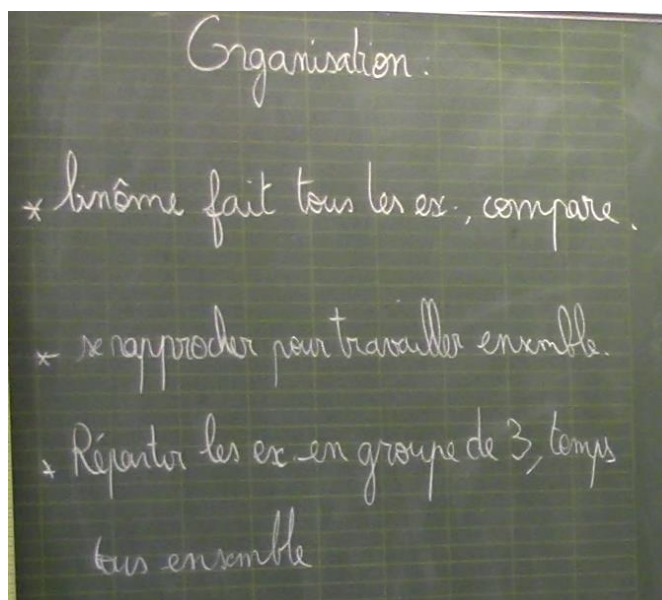 Organisation :
* binôme fait tous les ex., compare.
* se rapprocher pour travailler ensemble.
* Répartir les ex. en groupe de 3, temps
tous ensemble